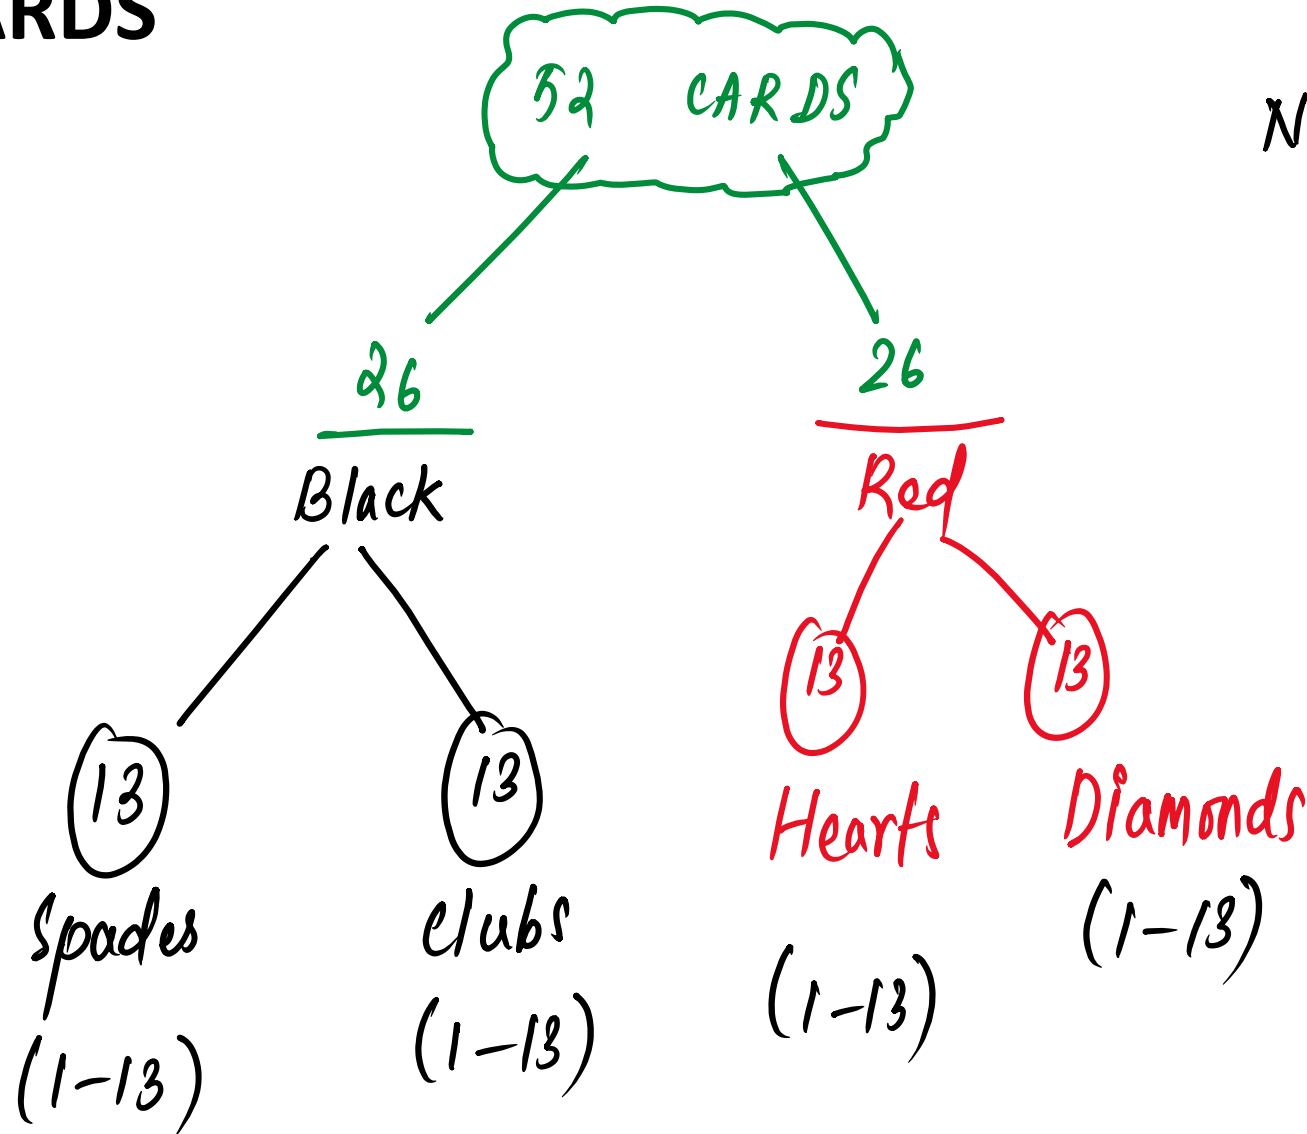 ARDS
52 CARDS
N
26 26
Black Red
13 13
13 13
Hearts Diamonds
Spades Clubs (1-13)
(1-13) (1-13) (1-13)